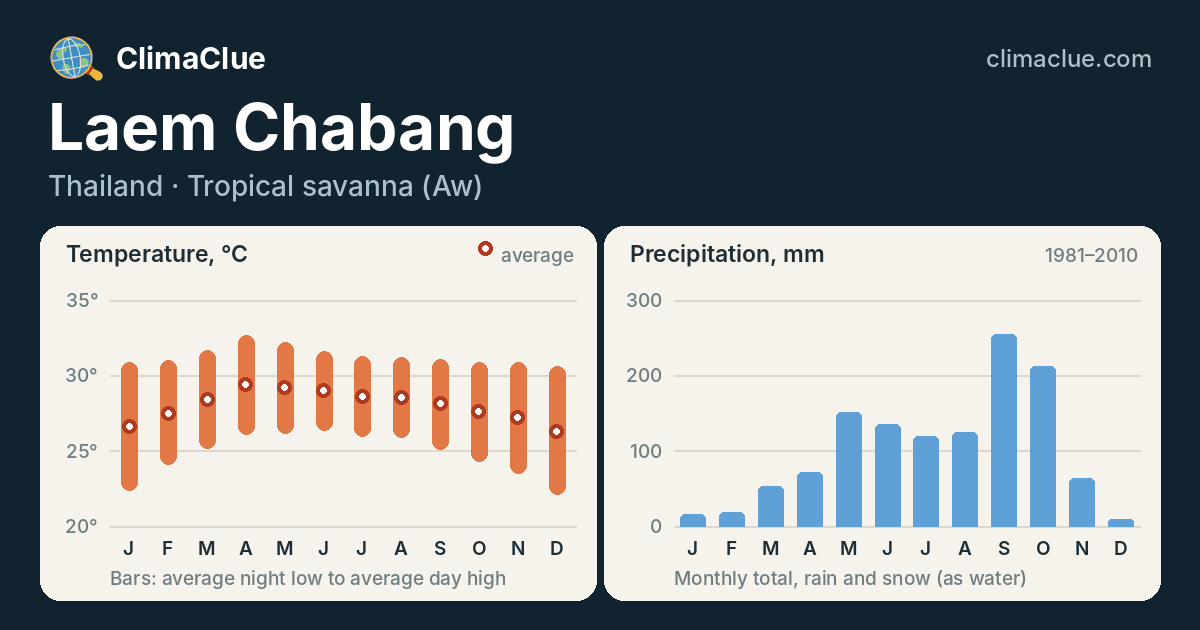 ClimaClue
climaclue.com
Laem Chabang
Thailand · Tropical savanna (Aw)
Temperature, °C
average
35°
30°
25°
20°
J F M A M J J A S O N D
Bars: average night low to average day high
Precipitation, mm
1981–2010
300
200
100
0
J F M A M J J A S O N D
Monthly total, rain and snow (as water)